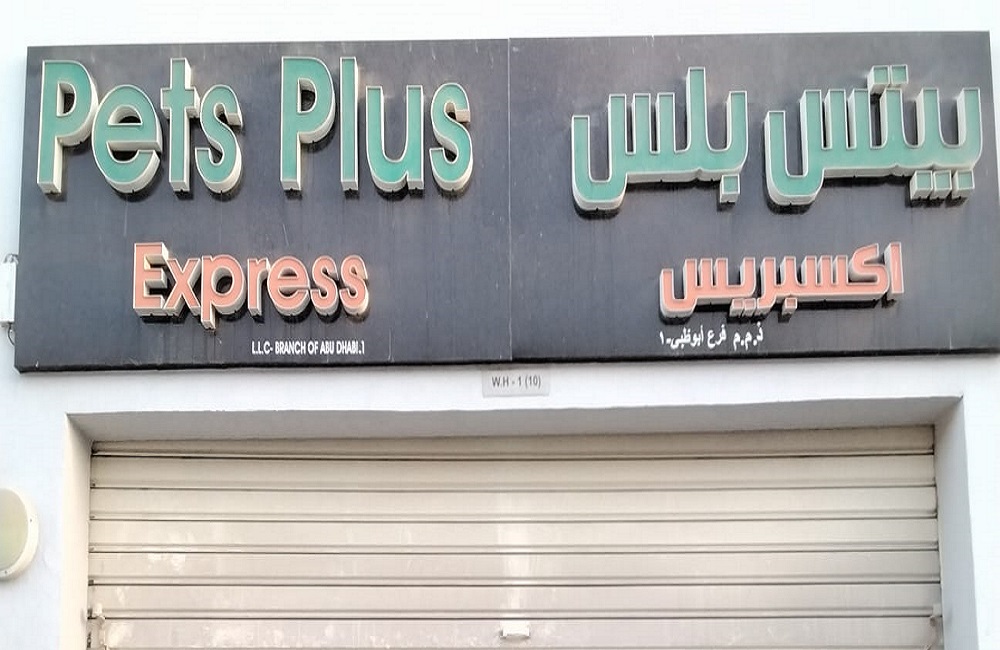 Pets Plus
Express
L.L.C- BRANCH OF ABU DHABI.1
بيتس بلس
اكسبريس
ذ.م.م فرع أبوظبي-١
W.H - 1 (10)